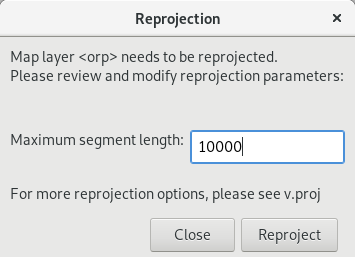 Reprojection
Map layer <orp> needs to be reprojected.
Please review and modify reprojection parameters:
Maximum segment length: 10000
For more reprojection options, please see v.proj
Close Reproject